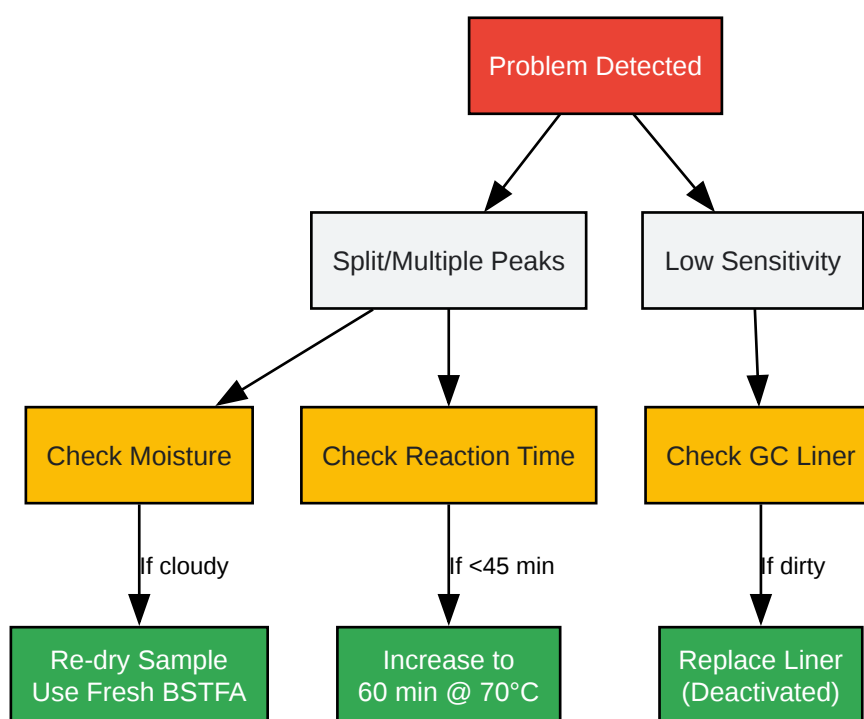 Problem Detected
Split/Multiple Peaks
Low Sensitivity
Check Moisture
Check Reaction Time
Check GC Liner
If cloudy
If <45 min
If dirty
Re-dry Sample
Use Fresh BSTFA
Increase to
60 min @ 70°C
Replace Liner
(Deactivated)